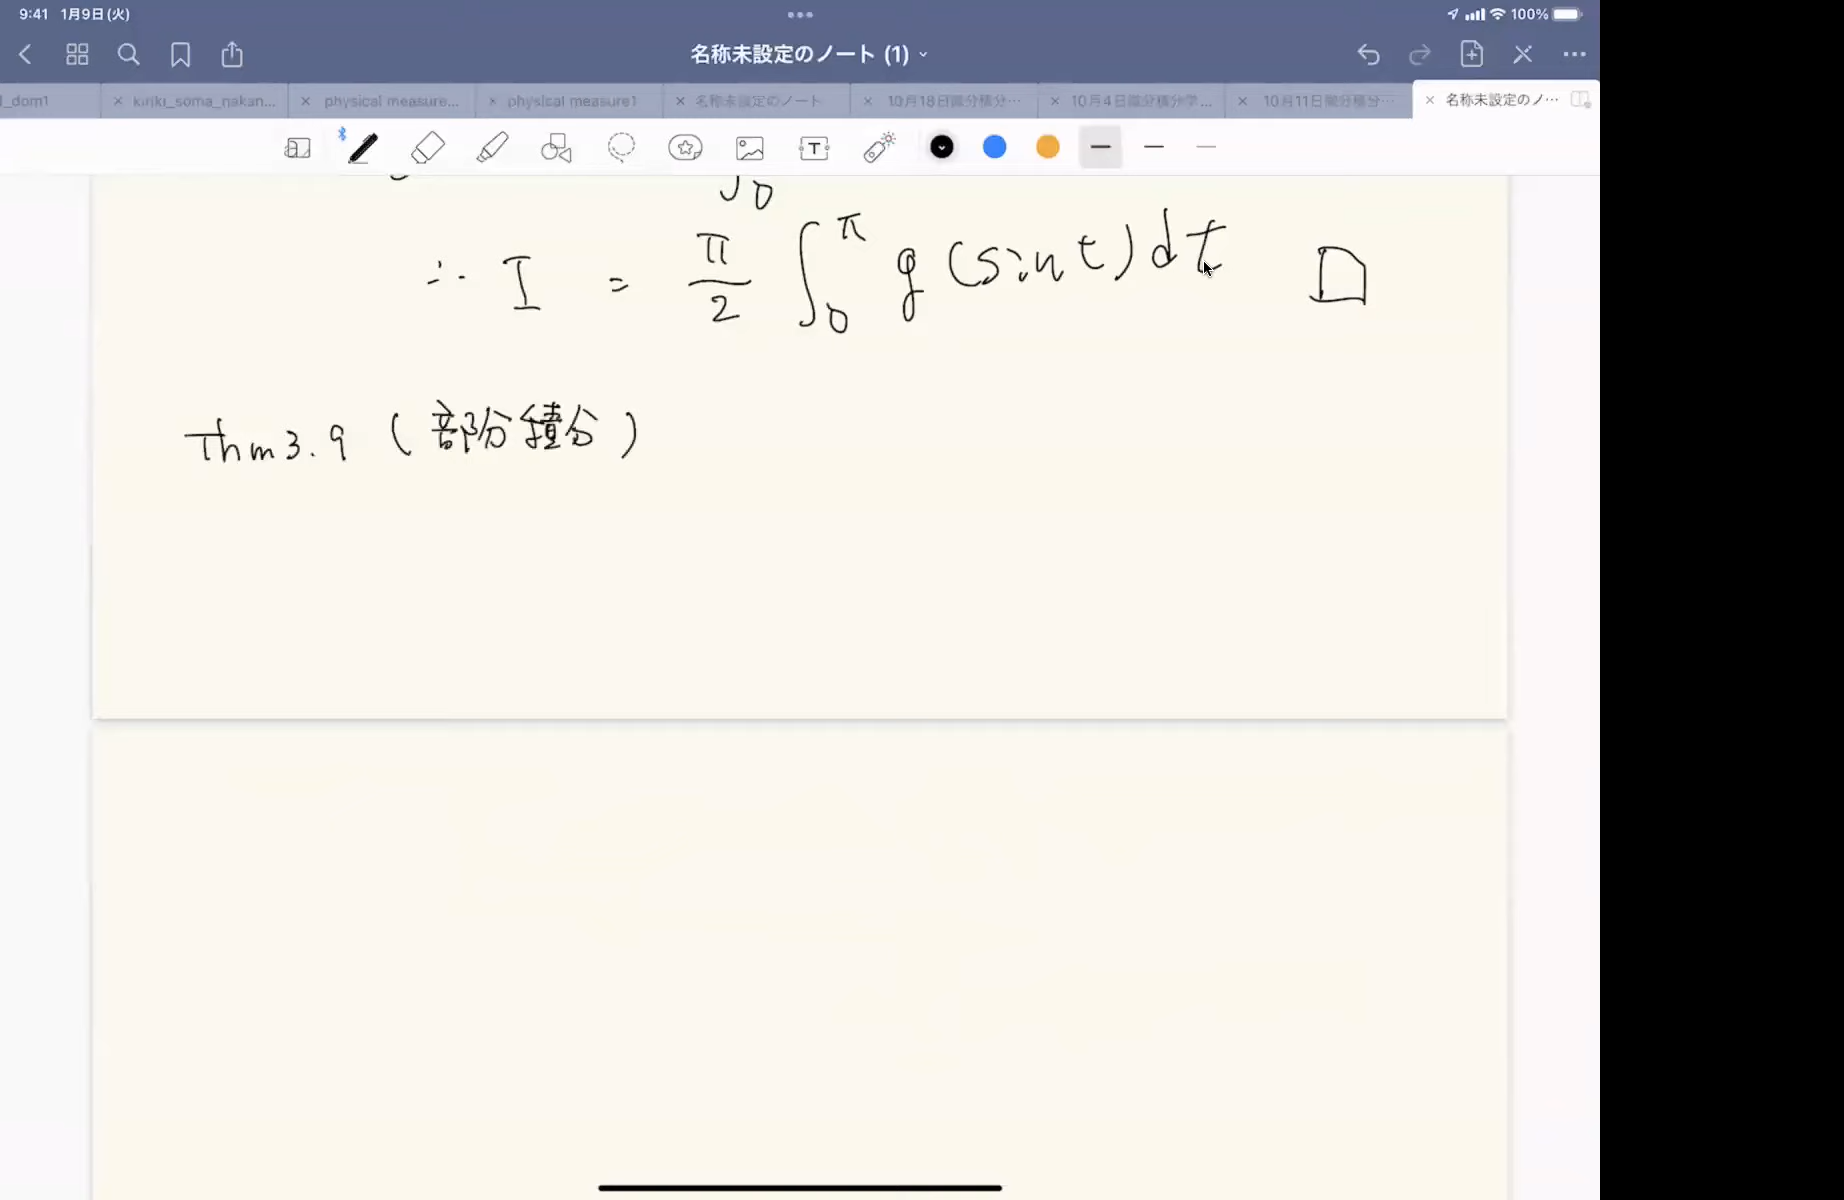 9:41 1月9日(火)
100%
名称未設定のノート (1)
l_dom1
kiriki_soma_nakan...
physical measure...
physical measure1
名称未設定のノート
10月18日微分積分…
10月4日微分積分学...
10月11日微分積分…
名称未設定のノ…
∫0
∴ I = π/2 ∫0^π g(sin t)dt □
Thm3.9 (部分積分)